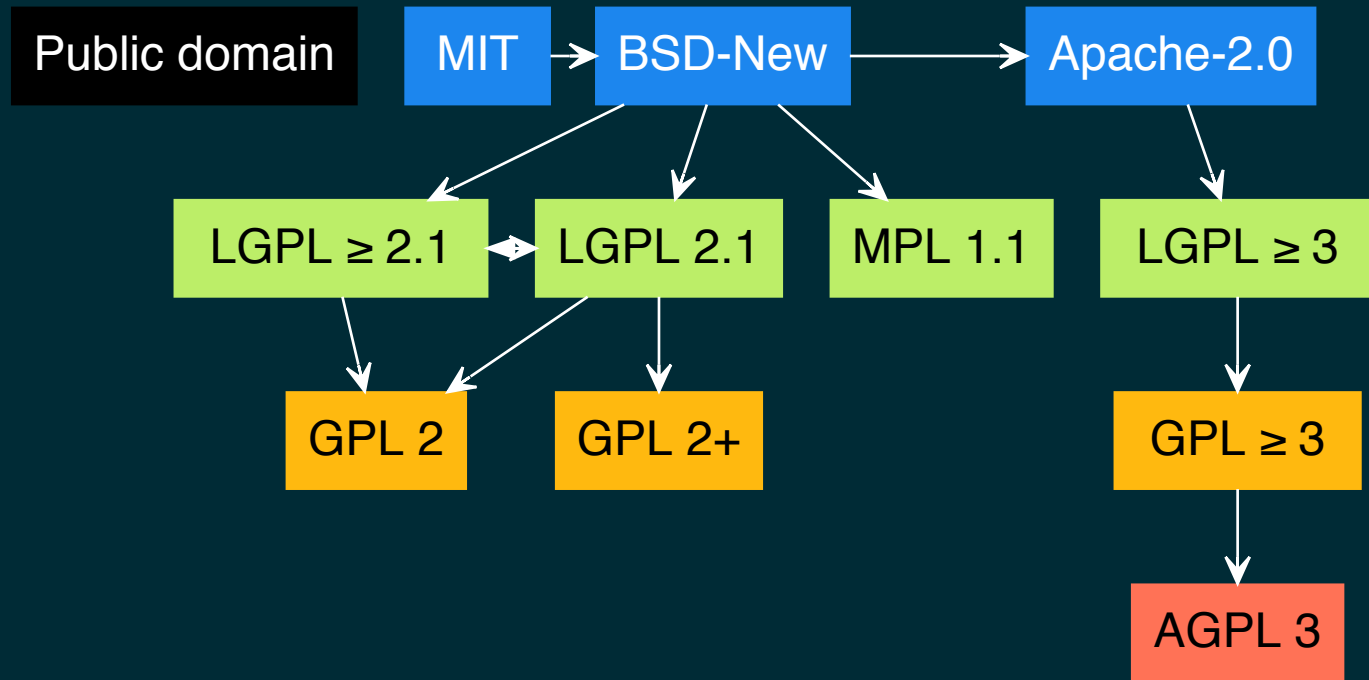 Public domain
MIT
BSD-New
Apache-2.0
LGPL ≥ 2.1
LGPL 2.1
MPL 1.1
LGPL ≥ 3
GPL 2
GPL 2+
GPL ≥ 3
AGPL 3